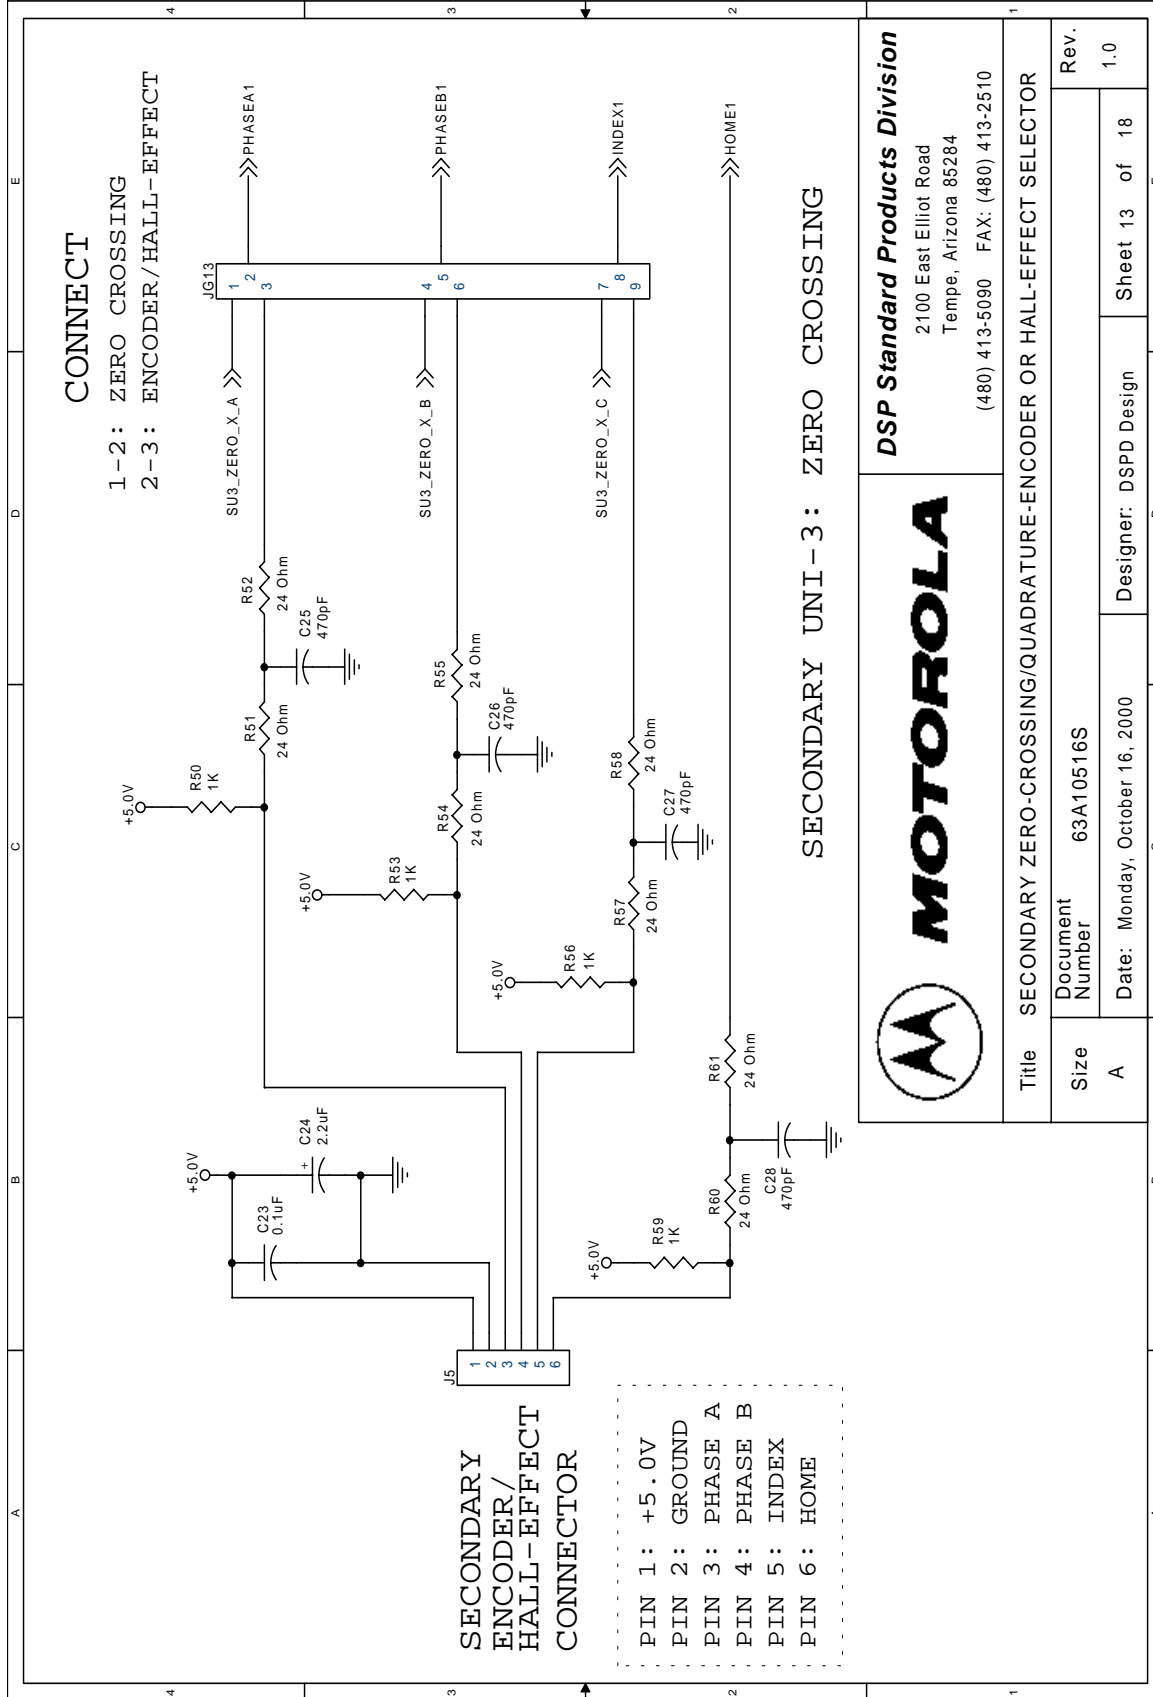 A
B
C
D
E
4
3
2
1
CONNECT
1-2: ZERO CROSSING
2-3: ENCODER/HALL-EFFECT
JG13
1
2
3
4
5
6
7
8
9
PHASEA1
PHASEB1
INDEX1
HOME1
SU3_ZERO_X_A
SU3_ZERO_X_B
SU3_ZERO_X_C
+5.0V
R50
1K
R51
24 Ohm
R52
24 Ohm
C25
470pF
+5.0V
R53
1K
R54
24 Ohm
R55
24 Ohm
C26
470pF
+5.0V
R56
1K
R57
24 Ohm
R58
24 Ohm
C27
470pF
+5.0V
C23
0.1uF
+
C24
2.2uF
+5.0V
R59
1K
R60
24 Ohm
R61
24 Ohm
C28
470pF
J5
1
2
3
4
5
6
SECONDARY
ENCODER/
HALL-EFFECT
CONNECTOR
PIN 1: +5.0V
PIN 2: GROUND
PIN 3: PHASE A
PIN 4: PHASE B
PIN 5: INDEX
PIN 6: HOME
SECONDARY UNI-3: ZERO CROSSING
MOTOROLA
DSP Standard Products Division
2100 East Elliot Road
Tempe, Arizona 85284
(480) 413-5090 FAX: (480) 413-2510
Title SECONDARY ZERO-CROSSING/QUADRATURE-ENCODER OR HALL-EFFECT SELECTOR
Size
A
Document
Number
63A10516S
Rev.
1.0
Date: Monday, October 16, 2000
Designer: DSPD Design
Sheet 13 of 18
4
3
2
1